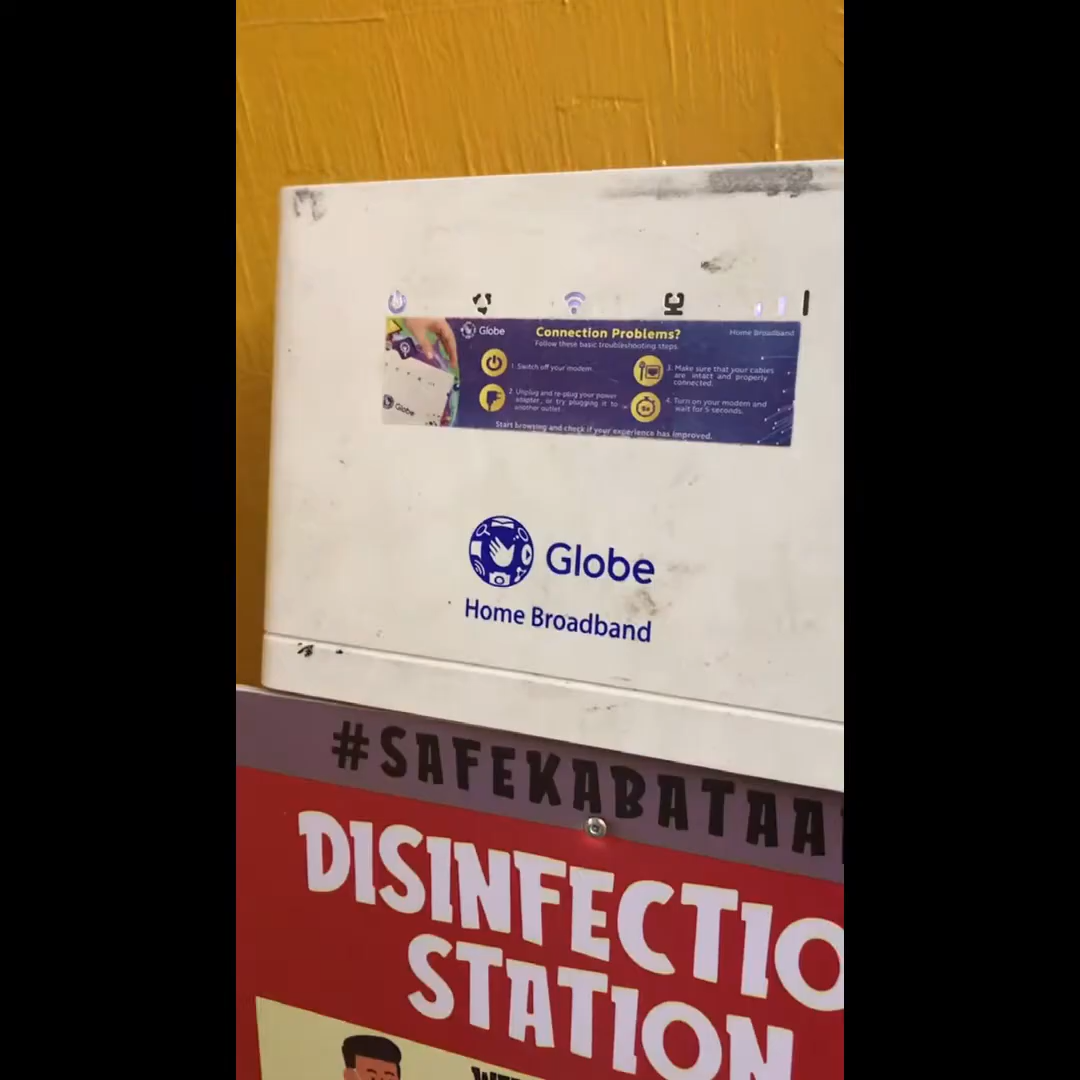 Globe
Connection Problems?
Home Broadband
Follow these basic troubleshooting steps.
1. Switch off your modem.
2. Unplug and re-plug your power
adapter, or try plugging it to
another outlet
3. Make sure that your cables
are intact and properly
connected.
4. Turn on your modem and
wait for 5 seconds.
5s
Start browsing and check if your experience has improved.
Globe
Globe
Home Broadband
#SAFEKABATAA
DISINFECTIO
STATION